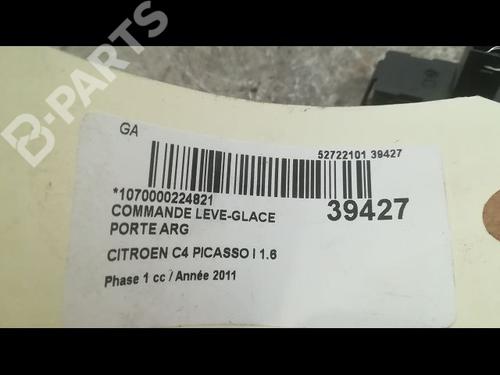 B-PARTS
GA
52722101 39427
*1070000224821
39427
COMMANDE LEVE-GLACE
PORTE ARG
CITROEN C4 PICASSO I 1.6
Phase 1 cc / Année 2011